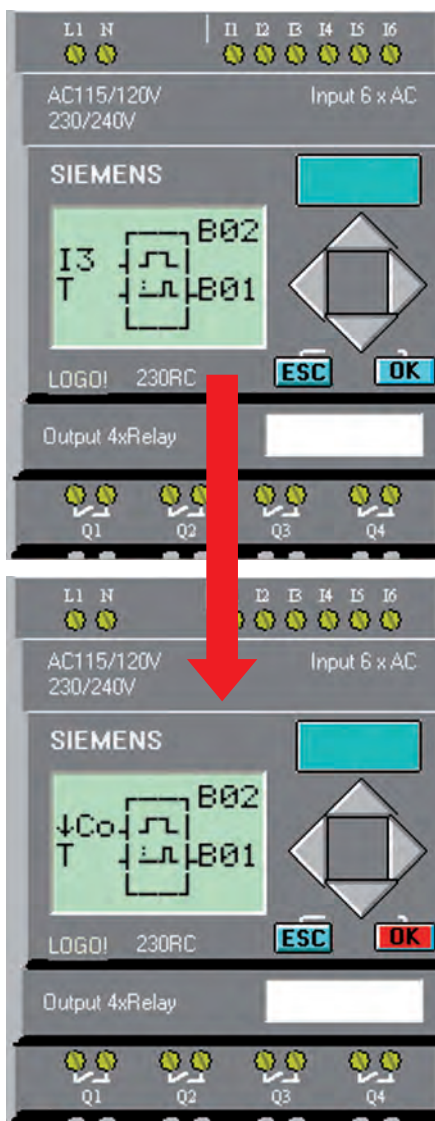 L1 N I1 I2 I3 I4 I5 I6
AC115/120V Input 6 x AC
230/240V
SIEMENS
B02
I3
T B01
ESC OK
LOGO! 230RC
Output 4xRelay
Q1 Q2 Q3 Q4
L1 N I2 I3 I4 I5 I6
AC115/120V Input 6 x AC
230/240V
SIEMENS
B02
↓Co
T B01
ESC OK
LOGO! 230RC
Output 4xRelay
Q1 Q2 Q3 Q4